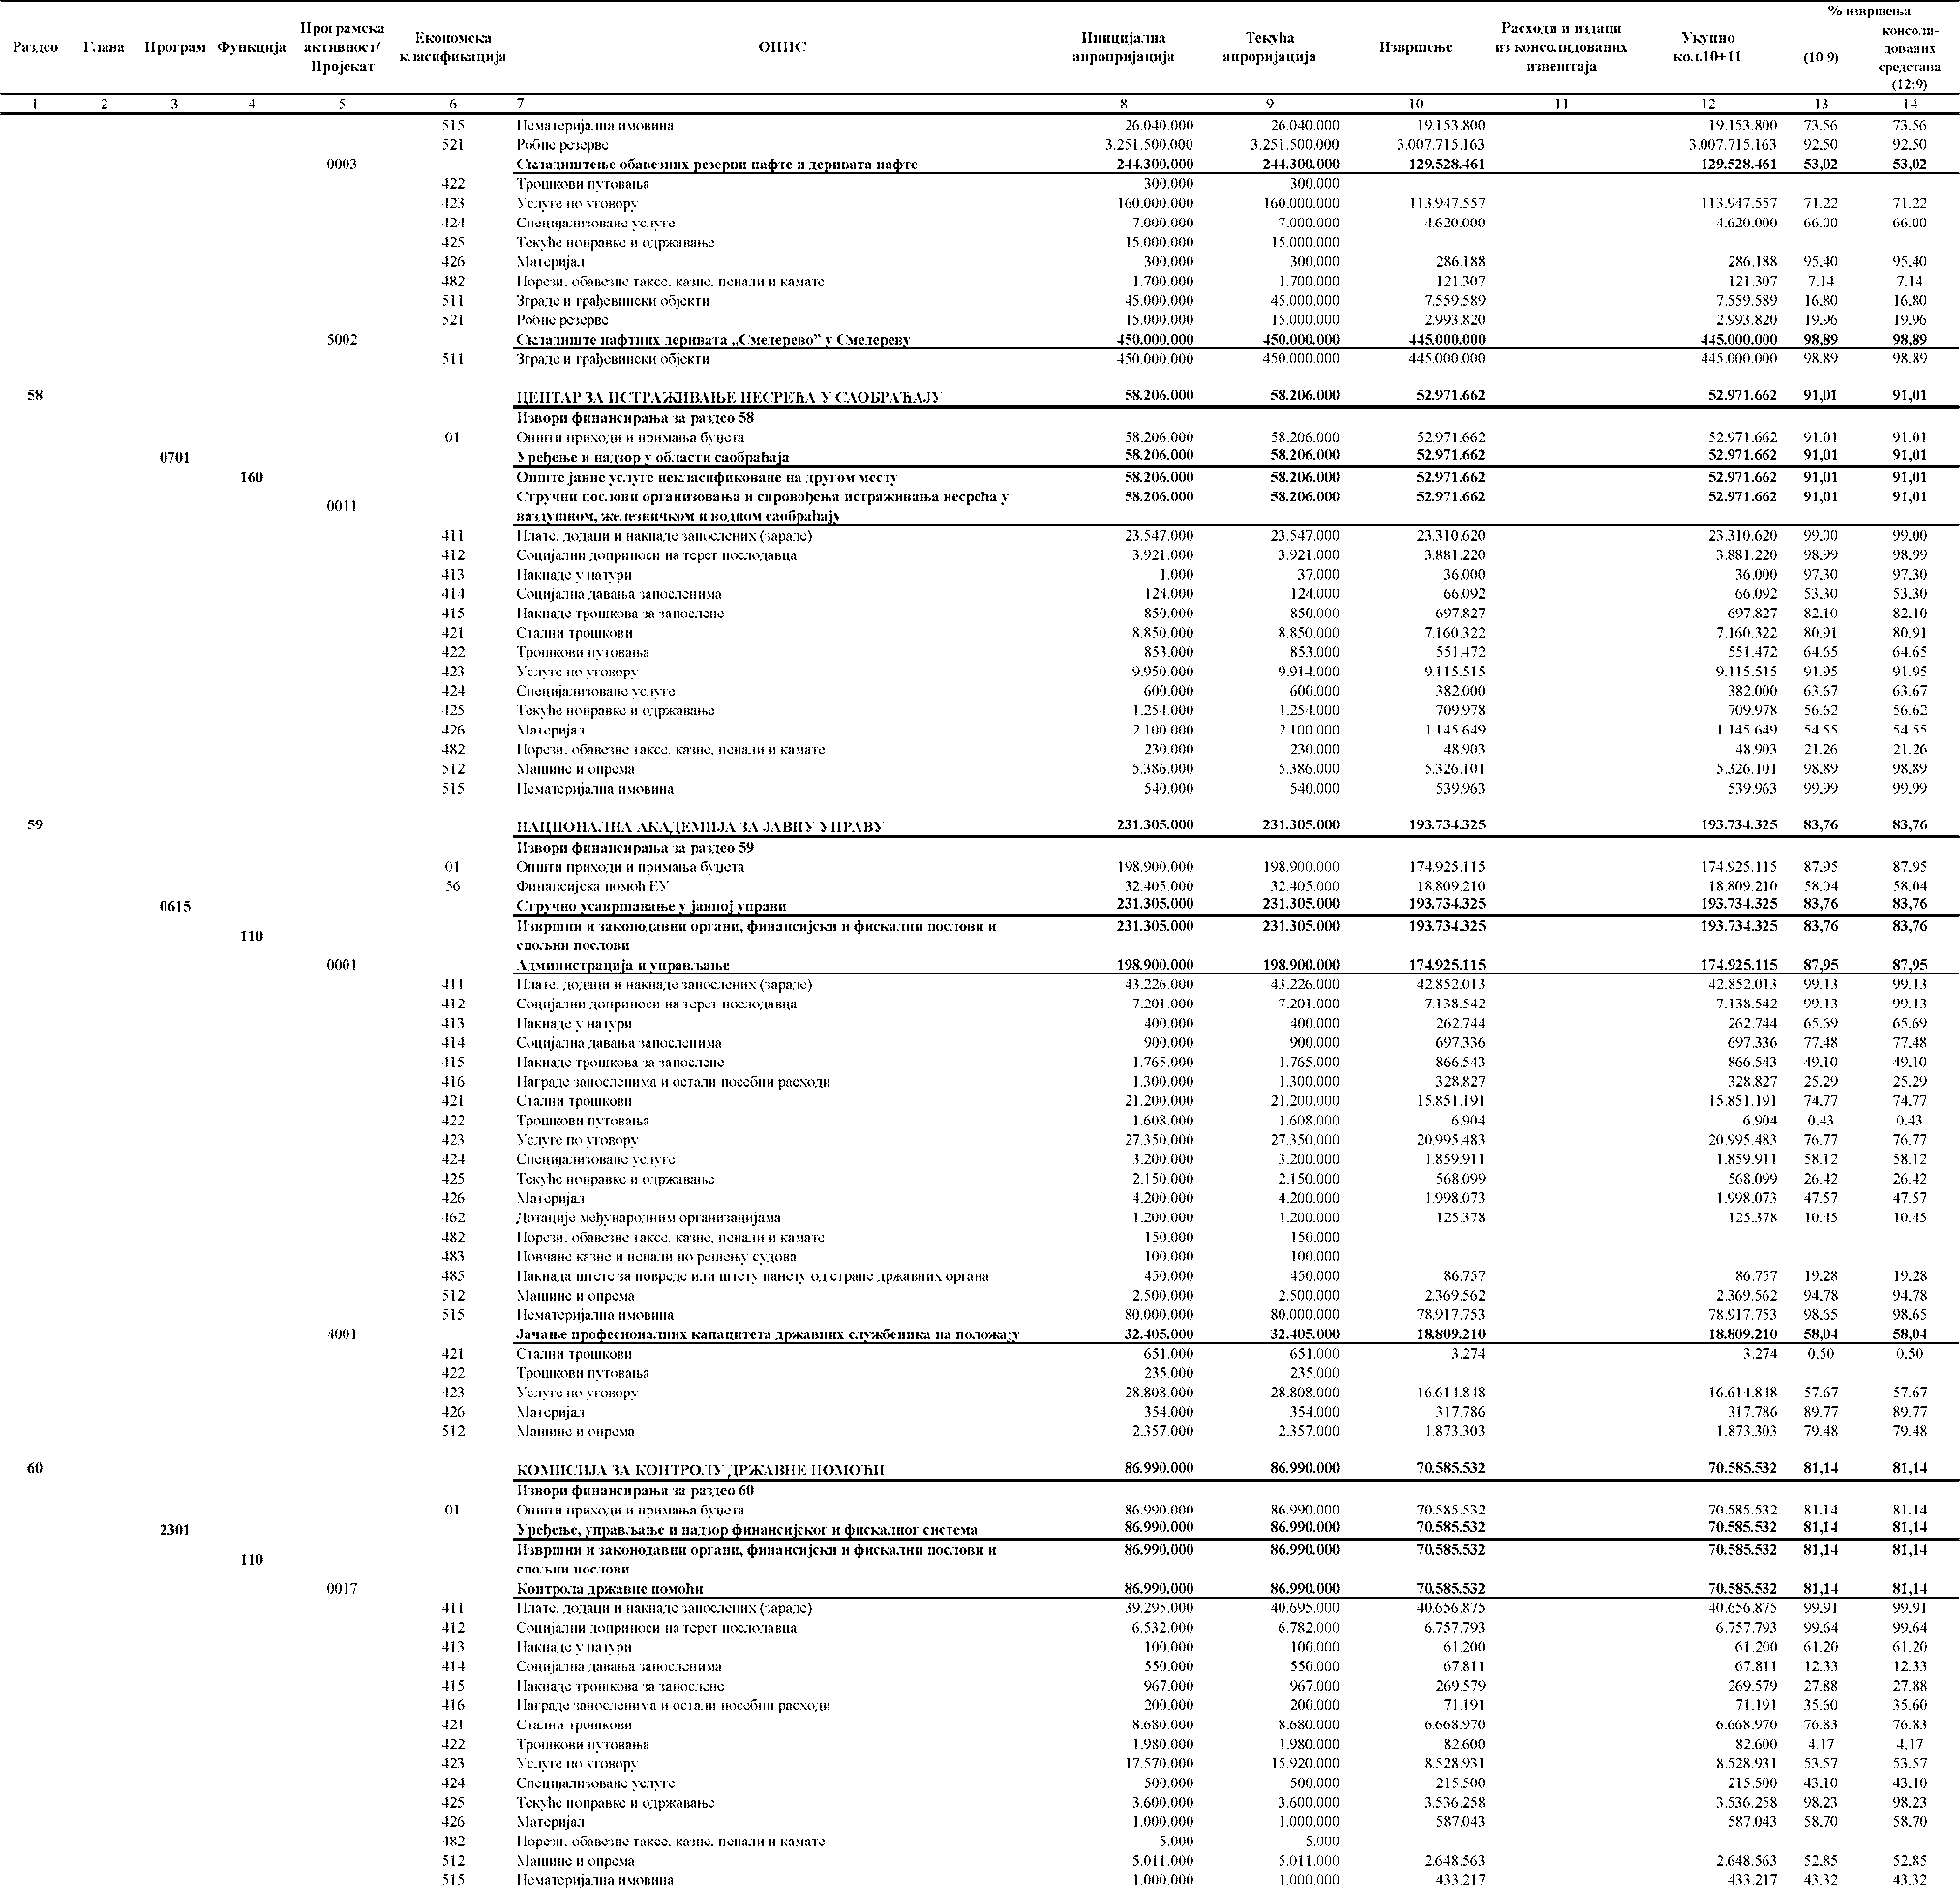 Раздео Глава Програм Функција Програмска активност/ Пројекат Економска класификација ОПИС Иницијална апропријација Текућа апроријација Извршење Расходи и издаци из консолидованих извештаја Укупно кол.10+11 % извршења (10:9) консоли- дованих средстава (12:9)
1 2 3 4 5 6 7 8 9 10 11 12 13 14
515 Нематеријална имовина 26.040.000 26.040.000 19.153.800 19.153.800 73,56 73,56
521 Робне резерве 3.251.500.000 3.251.500.000 3.007.715.163 3.007.715.163 92,50 92,50
0003 Складиштење обавезних резерви нафте и деривата нафте 244.300.000 244.300.000 129.528.461 129.528.461 53,02 53,02
422 Трошкови путовања 300.000 300.000
423 Услуге по уговору 160.000.000 160.000.000 113.947.557 113.947.557 71,22 71,22
424 Специјализоване услуге 7.000.000 7.000.000 4.620.000 4.620.000 66,00 66,00
425 Текуће поправке и одржавање 15.000.000 15.000.000
426 Материјал 300.000 300.000 286.188 286.188 95,40 95,40
482 Порези, обавезне таксе, казне, пенали и камате 1.700.000 1.700.000 121.307 121.307 7,14 7,14
511 Зграде и грађевински објекти 45.000.000 45.000.000 7.559.589 7.559.589 16,80 16,80
521 Робне резерве 15.000.000 15.000.000 2.993.820 2.993.820 19,96 19,96
5002 Складиште нафтних деривата „Смедерево” у Смедереву 450.000.000 450.000.000 445.000.000 445.000.000 98,89 98,89
511 Зграде и грађевински објекти 450.000.000 450.000.000 445.000.000 445.000.000 98,89 98,89
58 ЦЕНТАР ЗА ИСТРАЖИВАЊЕ НЕСРЕЋА У САОБРАЋАЈУ 58.206.000 58.206.000 52.971.662 52.971.662 91,01 91,01
Извори финансирања за раздео 58
01 Општи приходи и примања буџета 58.206.000 58.206.000 52.971.662 52.971.662 91,01 91,01
0701 Уређење и надзор у области саобраћаја 58.206.000 58.206.000 52.971.662 52.971.662 91,01 91,01
160 Опште јавне услуге некласификоване на другом месту 58.206.000 58.206.000 52.971.662 52.971.662 91,01 91,01
0011 Стручни послови организовања и спровођења истраживања несрећа у 58.206.000 58.206.000 52.971.662 52.971.662 91,01 91,01
ваздушном, железничком и водном саобраћају
411 Плате, додаци и накнаде запослених (зараде) 23.547.000 23.547.000 23.310.620 23.310.620 99,00 99,00
412 Социјални доприноси на терет послодавца 3.921.000 3.921.000 3.881.220 3.881.220 98,99 98,99
413 Накнаде у натури 1.000 37.000 36.000 36.000 97,30 97,30
414 Социјална давања запосленима 124.000 124.000 66.092 66.092 53,30 53,30
415 Накнаде трошкова за запослене 850.000 850.000 697.827 697.827 82,10 82,10
421 Стални трошкови 8.850.000 8.850.000 7.160.322 7.160.322 80,91 80,91
422 Трошкови путовања 853.000 853.000 551.472 551.472 64,65 64,65
423 Услуге по уговору 9.950.000 9.914.000 9.115.515 9.115.515 91,95 91,95
424 Специјализоване услуге 600.000 600.000 382.000 382.000 63,67 63,67
425 Текуће поправке и одржавање 1.254.000 1.254.000 709.978 709.978 56,62 56,62
426 Материјал 2.100.000 2.100.000 1.145.649 1.145.649 54,55 54,55
482 Порези, обавезне таксе, казне, пенали и камате 230.000 230.000 48.903 48.903 21,26 21,26
512 Машине и опрема 5.386.000 5.386.000 5.326.101 5.326.101 98,89 98,89
515 Нематеријална имовина 540.000 540.000 539.963 539.963 99,99 99,99
59 НАЦИОНАЛНА АКАДЕМИЈА ЗА ЈАВНУ УПРАВУ 231.305.000 231.305.000 193.734.325 193.734.325 83,76 83,76
Извори финансирања за раздео 59
01 Општи приходи и примања буџета 198.900.000 198.900.000 174.925.115 174.925.115 87,95 87,95
56 Финансијска помоћ ЕУ 32.405.000 32.405.000 18.809.210 18.809.210 58,04 58,04
0615 Стручно усавршавање у јавној управи 231.305.000 231.305.000 193.734.325 193.734.325 83,76 83,76
110 Извршни и законодавни органи, финансијски и фискални послови и 231.305.000 231.305.000 193.734.325 193.734.325 83,76 83,76
спољни послови
0001 Администрација и управљање 198.900.000 198.900.000 174.925.115 174.925.115 87,95 87,95
411 Плате, додаци и накнаде запослених (зараде) 43.226.000 43.226.000 42.852.013 42.852.013 99,13 99,13
412 Социјални доприноси на терет послодавца 7.201.000 7.201.000 7.138.542 7.138.542 99,13 99,13
413 Накнаде у натури 400.000 400.000 262.744 262.744 65,69 65,69
414 Социјална давања запосленима 900.000 900.000 697.336 697.336 77,48 77,48
415 Накнаде трошкова за запослене 1.765.000 1.765.000 866.543 866.543 49,10 49,10
416 Награде запосленима и остали посебни расходи 1.300.000 1.300.000 328.827 328.827 25,29 25,29
421 Стални трошкови 21.200.000 21.200.000 15.851.191 15.851.191 74,77 74,77
422 Трошкови путовања 1.608.000 1.608.000 6.904 6.904 0,43 0,43
423 Услуге по уговору 27.350.000 27.350.000 20.995.483 20.995.483 76,77 76,77
424 Специјализоване услуге 3.200.000 3.200.000 1.859.911 1.859.911 58,12 58,12
425 Текуће поправке и одржавање 2.150.000 2.150.000 568.099 568.099 26,42 26,42
426 Материјал 4.200.000 4.200.000 1.998.073 1.998.073 47,57 47,57
462 Дотације међународним организацијама 1.200.000 1.200.000 125.378 125.378 10,45 10,45
482 Порези, обавезне таксе, казне, пенали и камате 150.000 150.000
483 Новчане казне и пенали по решењу судова 100.000 100.000
485 Накнада штете за повреде или штету нанету од стране државних органа 450.000 450.000 86.757 86.757 19,28 19,28
512 Машине и опрема 2.500.000 2.500.000 2.369.562 2.369.562 94,78 94,78
515 Нематеријална имовина 80.000.000 80.000.000 78.917.753 78.917.753 98,65 98,65
4001 Јачање професионалних капацитета државних службеника на положају 32.405.000 32.405.000 18.809.210 18.809.210 58,04 58,04
421 Стални трошкови 651.000 651.000 3.274 3.274 0,50 0,50
422 Трошкови путовања 235.000 235.000
423 Услуге по уговору 28.808.000 28.808.000 16.614.848 16.614.848 57,67 57,67
426 Материјал 354.000 354.000 317.786 317.786 89,77 89,77
512 Машине и опрема 2.357.000 2.357.000 1.873.303 1.873.303 79,48 79,48
60 КОМИСИЈА ЗА КОНТРОЛУ ДРЖАВНЕ ПОМОЋИ 86.990.000 86.990.000 70.585.532 70.585.532 81,14 81,14
Извори финансирања за раздео 60
01 Општи приходи и примања буџета 86.990.000 86.990.000 70.585.532 70.585.532 81,14 81,14
2301 Уређење, управљање и надзор финансијског и фискалног система 86.990.000 86.990.000 70.585.532 70.585.532 81,14 81,14
110 Извршни и законодавни органи, финансијски и фискални послови и 86.990.000 86.990.000 70.585.532 70.585.532 81,14 81,14
спољни послови
0017 Контрола државне помоћи 86.990.000 86.990.000 70.585.532 70.585.532 81,14 81,14
411 Плате, додаци и накнаде запослених (зараде) 39.295.000 40.695.000 40.656.875 40.656.875 99,91 99,91
412 Социјални доприноси на терет послодавца 6.532.000 6.782.000 6.757.793 6.757.793 99,64 99,64
413 Накнаде у натури 100.000 100.000 61.200 61.200 61,20 61,20
414 Социјална давања запосленима 550.000 550.000 67.811 67.811 12,33 12,33
415 Накнаде трошкова за запослене 967.000 967.000 269.579 269.579 27,88 27,88
416 Награде запосленима и остали посебни расходи 200.000 200.000 71.191 71.191 35,60 35,60
421 Стални трошкови 8.680.000 8.680.000 6.668.970 6.668.970 76,83 76,83
422 Трошкови путовања 1.980.000 1.980.000 82.600 82.600 4,17 4,17
423 Услуге по уговору 17.570.000 15.920.000 8.528.931 8.528.931 53,57 53,57
424 Специјализоване услуге 500.000 500.000 215.500 215.500 43,10 43,10
425 Текуће поправке и одржавање 3.600.000 3.600.000 3.536.258 3.536.258 98,23 98,23
426 Материјал 1.000.000 1.000.000 587.043 587.043 58,70 58,70
482 Порези, обавезне таксе, казне, пенали и камате 5.000 5.000
512 Машине и опрема 5.011.000 5.011.000 2.648.563 2.648.563 52,85 52,85
515 Нематеријална имовина 1.000.000 1.000.000 433.217 433.217 43,32 43,32